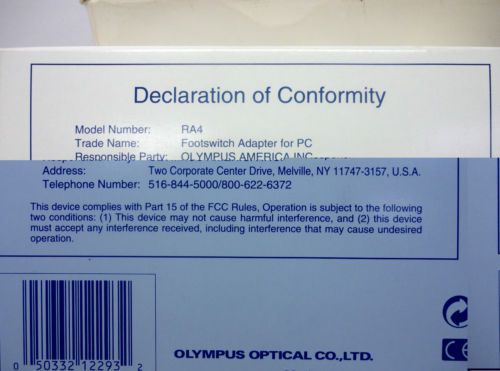 Declaration of Conformity
Model Number: RA4
Trade Name: Footswitch Adapter for PC
Responsible Party: OLYMPUS AMERICA INC
Address: Two Corporate Center Drive, Melville, NY 11747-3157, U.S.A.
Telephone Number: 516-844-5000/800-622-6372
This device complies with Part 15 of the FCC Rules, Operation is subject to the following
two conditions: (1) This device may not cause harmful interference, and (2) this device
must accept any interference received, including interference that may cause undesired
operation.
CE
0 50332 12293 2
OLYMPUS OPTICAL CO.,LTD.